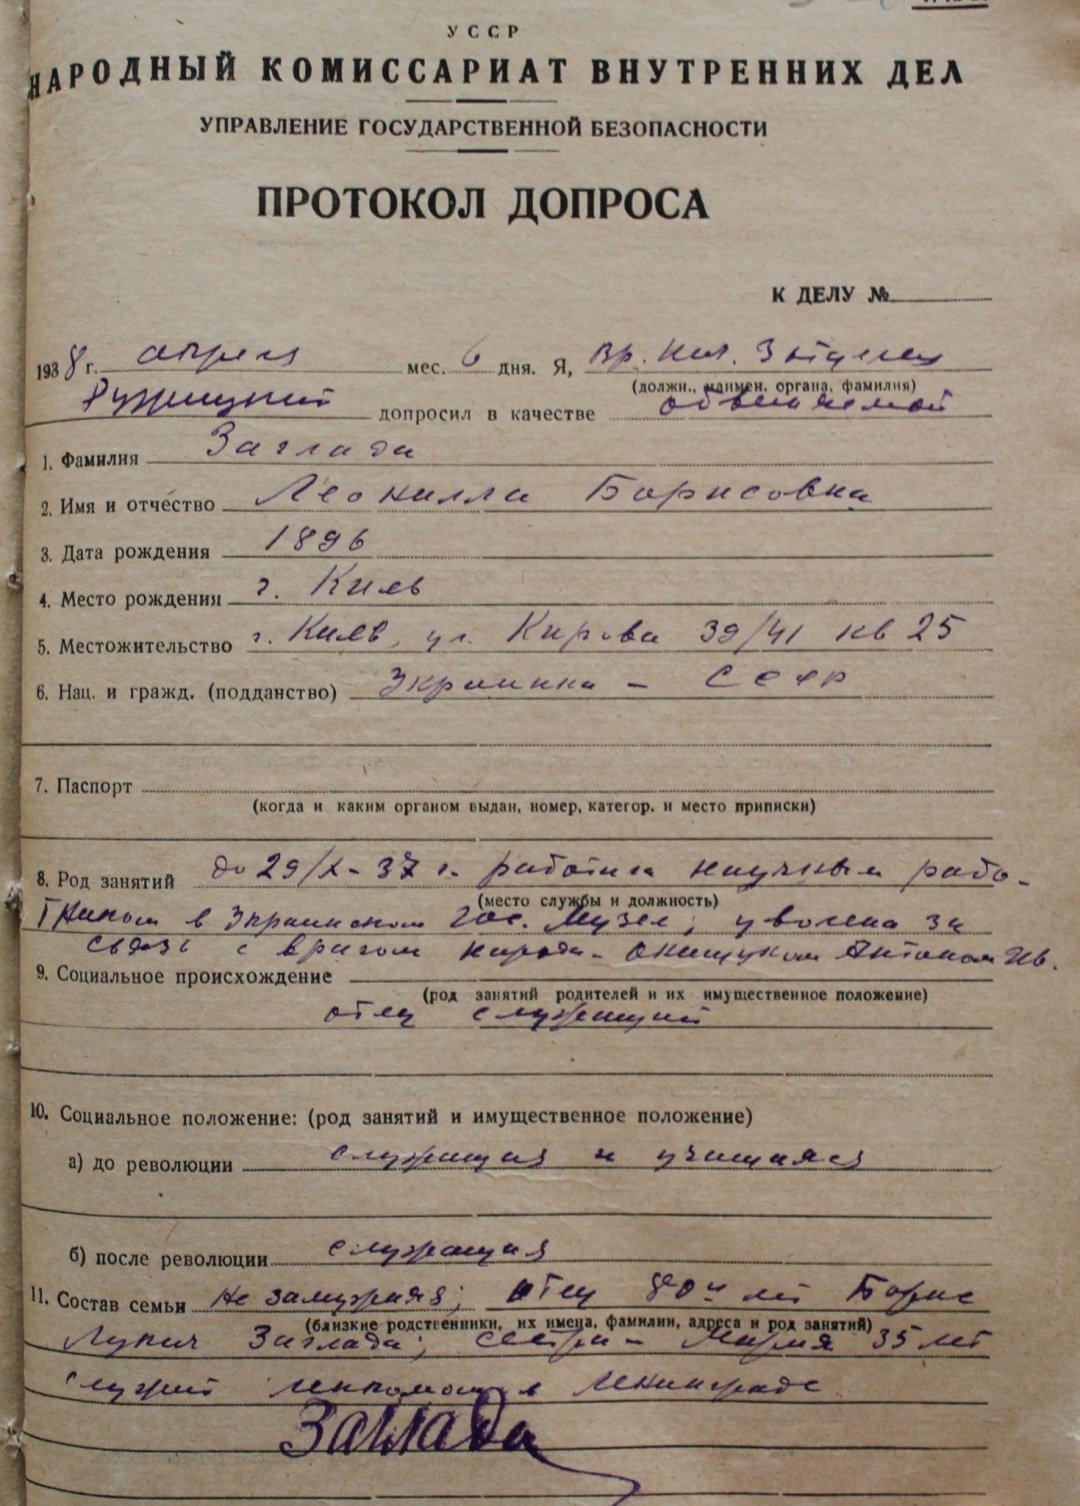 УССР
НАРОДНЫЙ КОМИССАРИАТ ВНУТРЕННИХ ДЕЛ
УПРАВЛЕНИЕ ГОСУДАРСТВЕННОЙ БЕЗОПАСНОСТИ
ПРОТОКОЛ ДОПРОСА
К ДЕЛУ №
1938 г. апреля мес. 6 дня. Я, Вр. нач. 3 отделен
(должн., наимен. органа, фамилия)
Ружицкий допросил в качестве обвиняемой
1. Фамилия Заглада
2. Имя и отчество Леонилла Борисовна
3. Дата рождения 1896
4. Место рождения г. Киев
5. Местожительство г. Киев, ул. Кирова 39/41 кв 25
6. Нац. и гражд. (подданство) Украинка – СССР
7. Паспорт
(когда и каким органом выдан, номер, категор. и место приписки)
8. Род занятий до 29/X-37 г. работала научным рабо-
(место службы и должность)
тником в Украинском Гос. Музее; уволена за
связь с врагом народа – Онищуком Антоном Ив.
9. Социальное происхождение
(род занятий родителей и их имущественное положение)
отец служащий
10. Социальное положение: (род занятий и имущественное положение)
а) до революции служащая и учащаяся
б) после революции служащая
11. Состав семьи не замужняя; отец 80и лет Борис
(близкие родственники, их имена, фамилии, адреса и род занятий)
Лукич Заглада; сестра – Мария 35 лет
служит в Ленинграде
Заглада